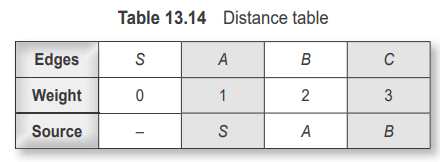 Table 13.14 Distance table
Edges S A B C
Weight 0 1 2 3
Source – S A B